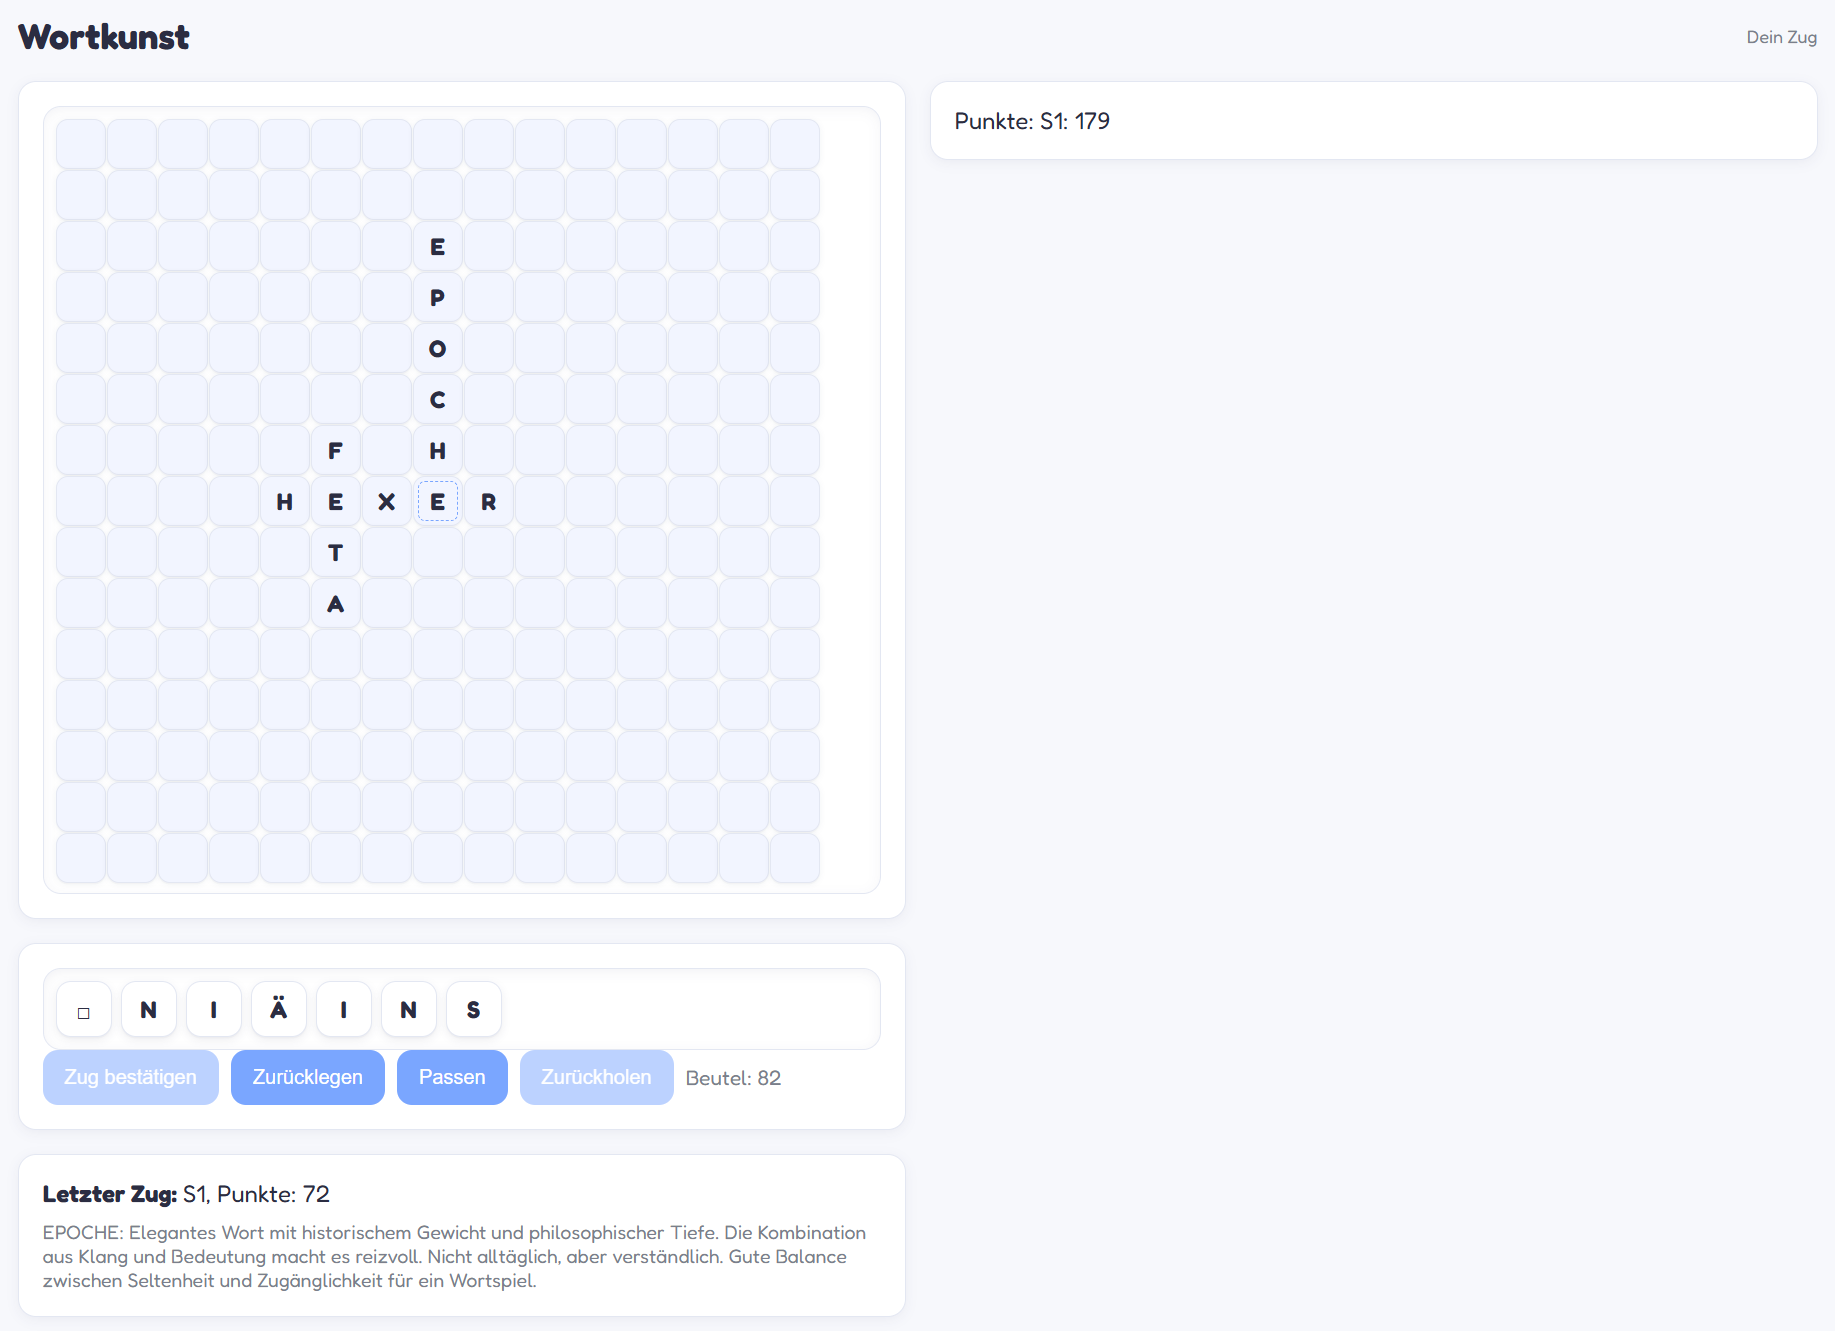 Wortkunst
Dein Zug
Punkte: S1: 179
E
P
O
C
F H
H E X E R
T
A
□ N I Ä I N S
Zug bestätigen Zurücklegen Passen Zurückholen Beutel: 82
Letzter Zug: S1, Punkte: 72
EPOCHE: Elegantes Wort mit historischem Gewicht und philosophischer Tiefe. Die Kombination
aus Klang und Bedeutung macht es reizvoll. Nicht alltäglich, aber verständlich. Gute Balance
zwischen Seltenheit und Zugänglichkeit für ein Wortspiel.